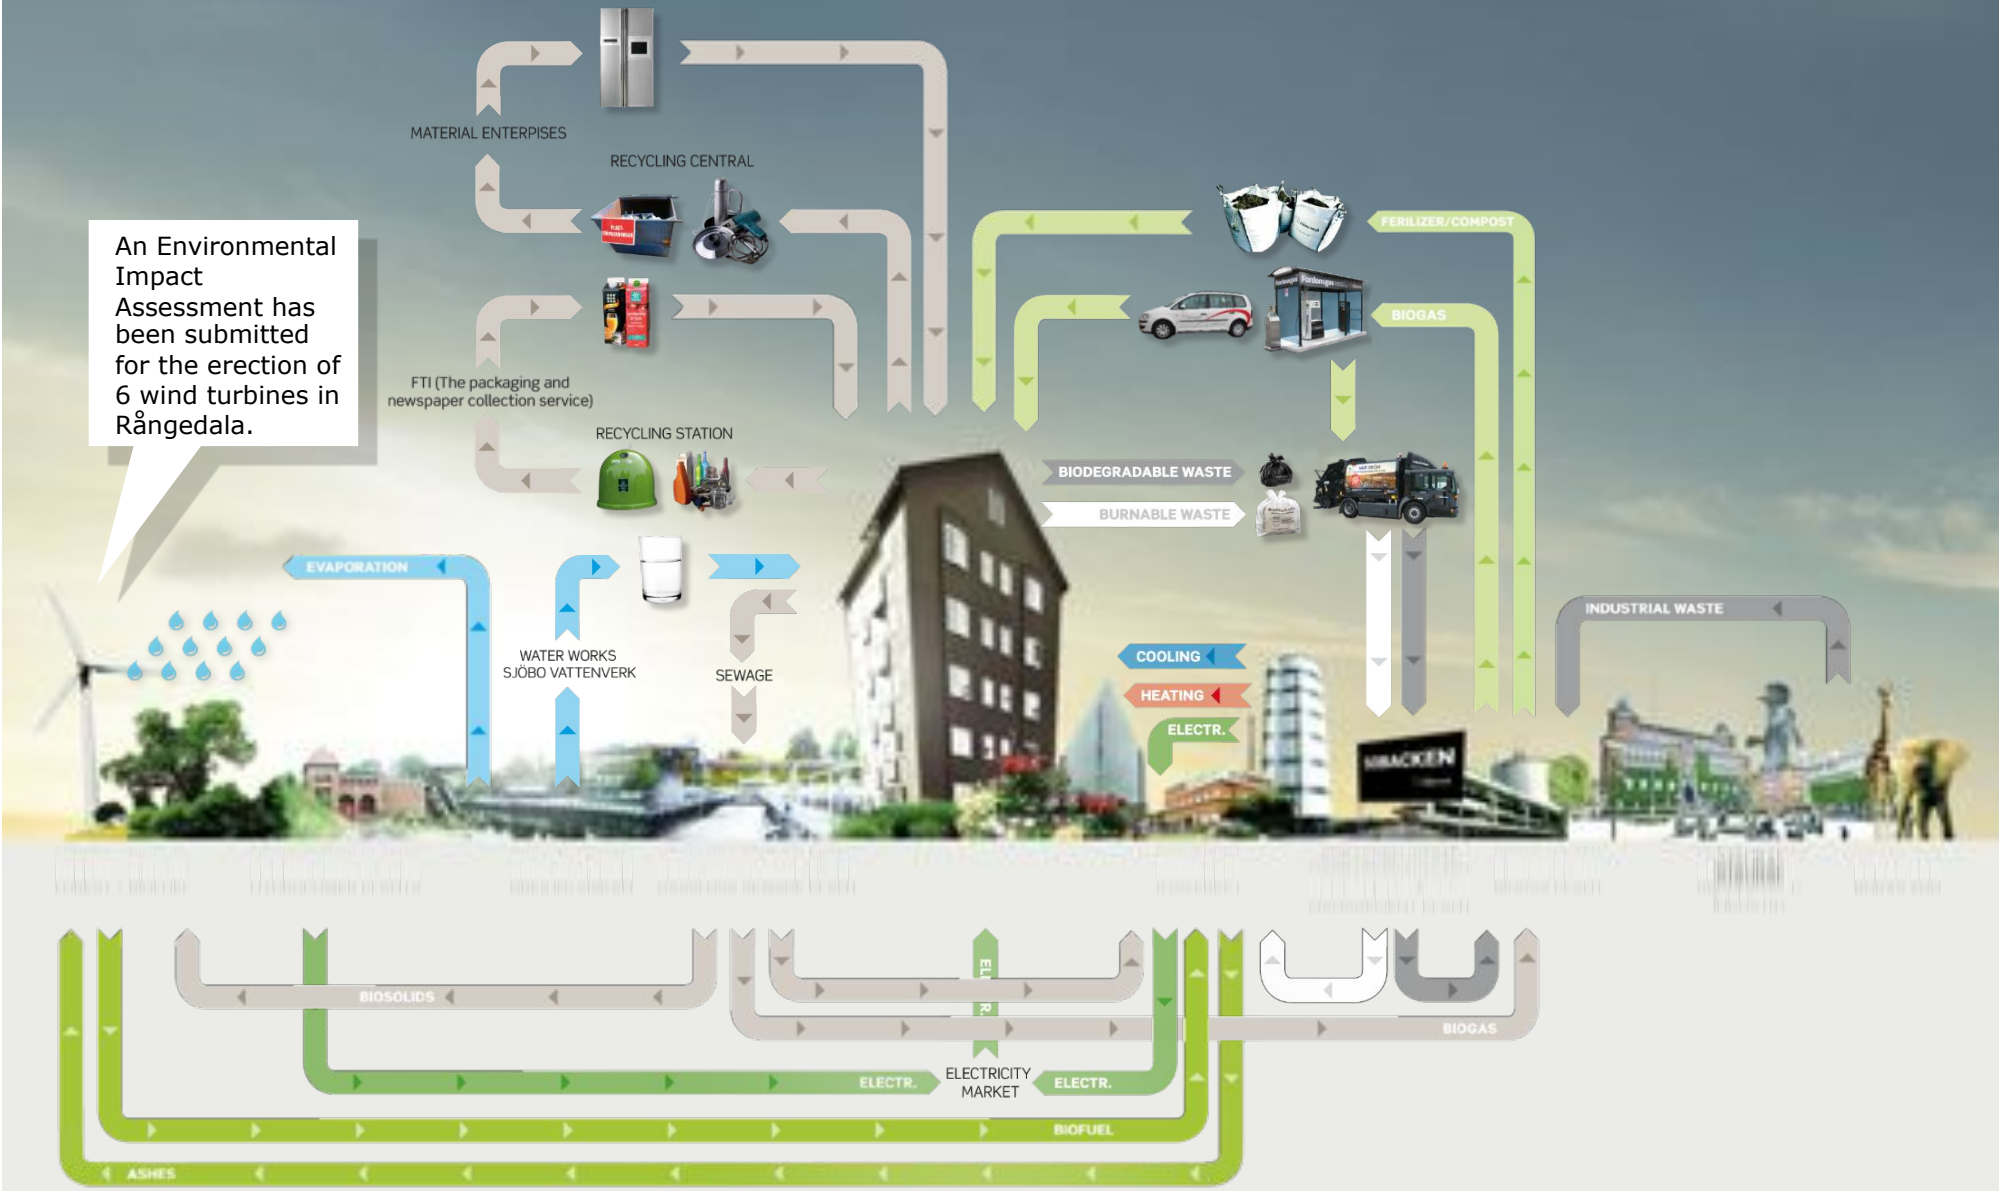 MATERIAL ENTERPISES
RECYCLING CENTRAL
An Environmental
Impact
Assessment has
been submitted
for the erection of
6 wind turbines in
Rångedala.
FERILIZER/COMPOST
BIOGAS
FTI (The packaging and
newspaper collection service)
RECYCLING STATION
BIODEGRADABLE WASTE
BURNABLE WASTE
EVAPORATION
INDUSTRIAL WASTE
WATER WORKS
SJÖBO VATTENVERK
SEWAGE
COOLING
HEATING
ELECTR.
BACKEN
BIOSOLIDS
BIOGAS
ELECTR.
ELECTRICITY
MARKET
ELECTR.
BIOFUEL
ASHES